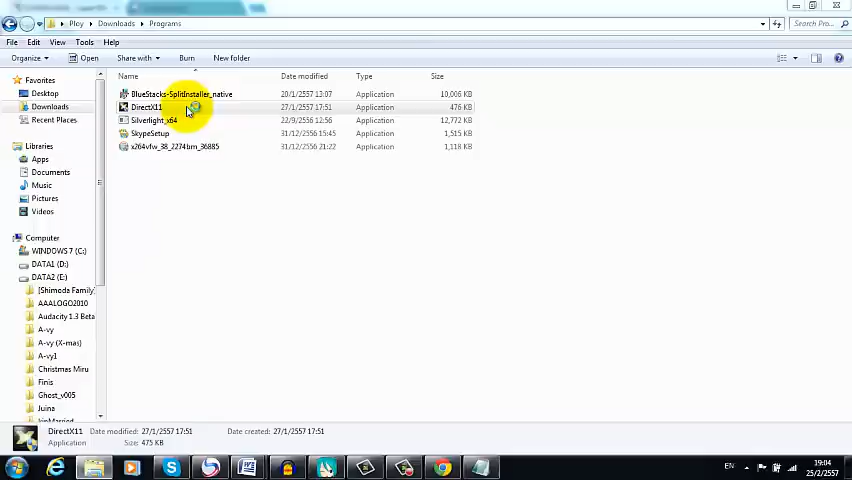 Ploy Downloads Programs Search Pro...
File Edit View Tools Help
Organize Open Share with Burn New folder
Name Date modified Type Size
BlueStacks-SplitInstaller_native 20/1/2557 13:07 Application 10,006 KB
DirectX11 27/1/2557 17:51 Application 476 KB
Silverlight_x64 22/9/2556 12:56 Application 12,772 KB
SkypeSetup 31/12/2556 15:45 Application 1,515 KB
x264vfw_38_2274bm_36885 31/12/2556 21:22 Application 1,118 KB
Favorites
Desktop
Downloads
Recent Places
Libraries
Apps
Documents
Music
Pictures
Videos
Computer
WINDOWS 7 (C:)
DATA1 (D:)
DATA2 (E:)
[Shimoda Family]
AAALOGO2010
Audacity 1.3 Beta
A-vy
A-vy (X-mas)
A-vy1
Christmas Miru
Finis
Ghost_v005
Juina
DirectX11 Date modified: 27/1/2557 17:51 Date created: 27/1/2557 17:51
Application Size: 475 KB
EN 19:04
25/2/2557